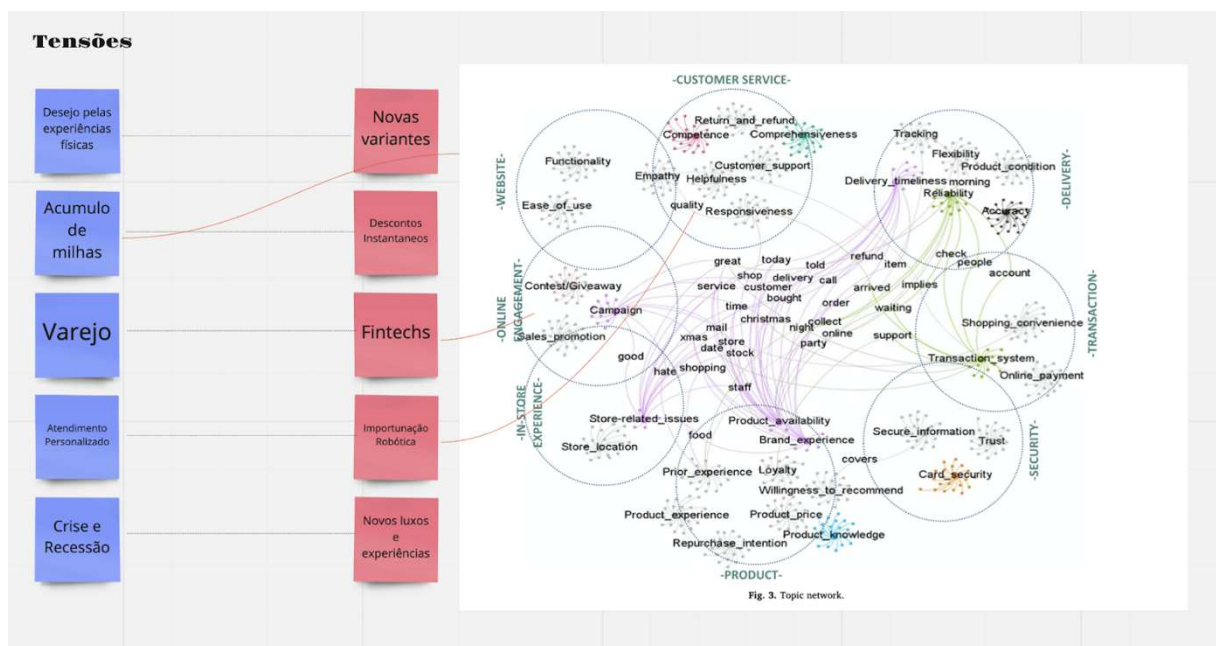 Tensões
Desejo pelas
experiências
físicas
Novas
variantes
Acumulo
de
milhas
Descontos
Instantaneos
Varejo
Fintechs
Atendimento
Personalizado
Importunação
Robótica
Crise e
Recessão
Novos luxos
e
experiências
-CUSTOMER SERVICE-
Return_and_refund
Competence
Comprehensiveness
Customer_support
Empathy
Helpfulness
quality
Responsiveness
-WEBSITE-
Functionality
Ease_of_use
-DELIVERY-
Tracking
Flexibility
Product_condition
Delivery_timeliness
morning
Reliability
Accuracy
-ONLINE
ENGAGEMENT-
Contest/Giveaway
Campaign
Sales_promotion
great
today
told
refund
item
check
people
account
shop
delivery
call
service
customer
bought
arrived
implies
time
order
waiting
christmas
collect
mail
night
online
support
xmas
store
party
date
stock
good
hate
shopping
staff
-TRANSACTION-
Shopping_convenience
Transaction_system
Online_payment
-IN-STORE
EXPERIENCE-
Store-related_issues
Store_location
food
Product_availability
Brand_experience
covers
Prior_experience
Loyalty
Willingness_to_recommend
Product_experience
Product_price
Product_knowledge
Repurchase_intention
-PRODUCT-
-SECURITY-
Secure_information
Trust
Card_security
Fig. 3. Topic network.